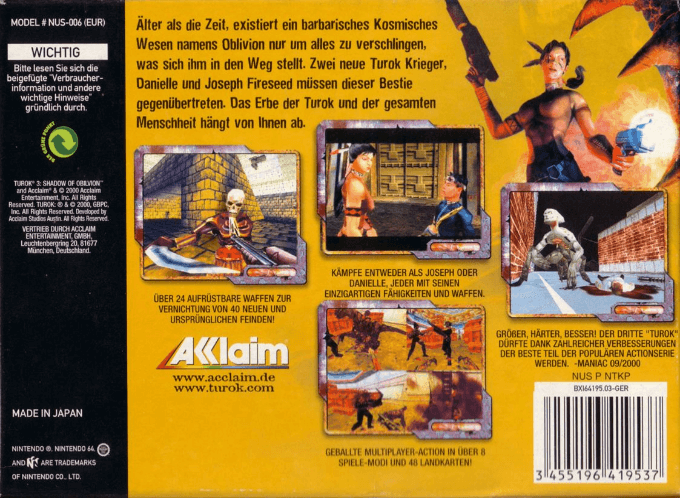 MODEL # NUS-006 (EUR)
WICHTIG
Bitte lesen Sie sich die
beigefügte "Verbraucher-
information und andere
wichtige Hinweise"
gründlich durch.
DER GRÜNE PUNKT
TUROK® 3: SHADOW OF OBLIVION™
and Acclaim® & © 2000 Acclaim
Entertainment, Inc. All Rights
Reserved. TUROK: ® & © 2000, GBPC,
Inc. All Rights Reserved. Developed by
Acclaim Studios Austin. All Rights Reserved.
VERTRIEB DURCH ACCLAIM
ENTERTAINMENT, GMBH,
Leuchtenbergring 20, 81677
München, Deutschland.
MADE IN JAPAN
NINTENDO ®, NINTENDO 64,
AND N ARE TRADEMARKS
OF NINTENDO CO., LTD.
Älter als die Zeit, existiert ein barbarisches Kosmisches
Wesen namens Oblivion nur um alles zu verschlingen,
was sich ihm in den Weg stellt. Zwei neue Turok Krieger,
Danielle und Joseph Fireseed müssen dieser Bestie
gegenübertreten. Das Erbe der Turok und der gesamten
Menschheit hängt von Ihnen ab.
ÜBER 24 AUFRÜSTBARE WAFFEN ZUR
VERNICHTUNG VON 40 NEUEN UND
URSPRÜNGLICHEN FEINDEN!
KÄMPFE ENTWEDER ALS JOSEPH ODER
DANIELLE, JEDER MIT SEINEN
EINZIGARTIGEN FÄHIGKEITEN UND WAFFEN.
GRÖßER, HÄRTER, BESSER! DER DRITTE "TUROK"
DÜRFTE DANK ZAHLREICHER VERBESSERUNGEN
DER BESTE TEIL DER POPULÄREN ACTIONSERIE
WERDEN. -MANIAC 09/2000
AKKlaim
www.acclaim.de
www.turok.com
GEBALLTE MULTIPLAYER-ACTION IN ÜBER 8
SPIELE-MODI UND 48 LANDKARTEN!
NUS P NTKP
BXI64195.03-GER
3 455196 419537